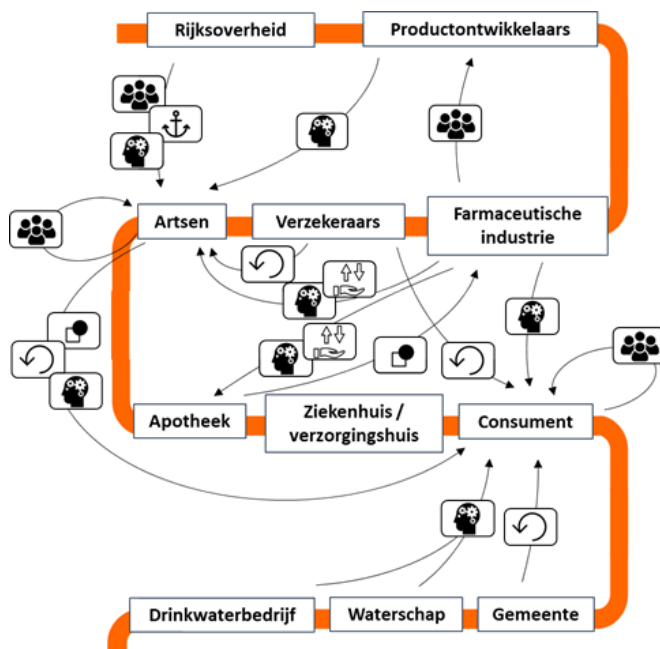 Rijksoverheid
Productontwikkelaars
Artsen
Verzekeraars
Farmaceutische
industrie
Apotheek
Ziekenhuis /
verzorgingshuis
Consument
Drinkwaterbedrijf
Waterschap
Gemeente